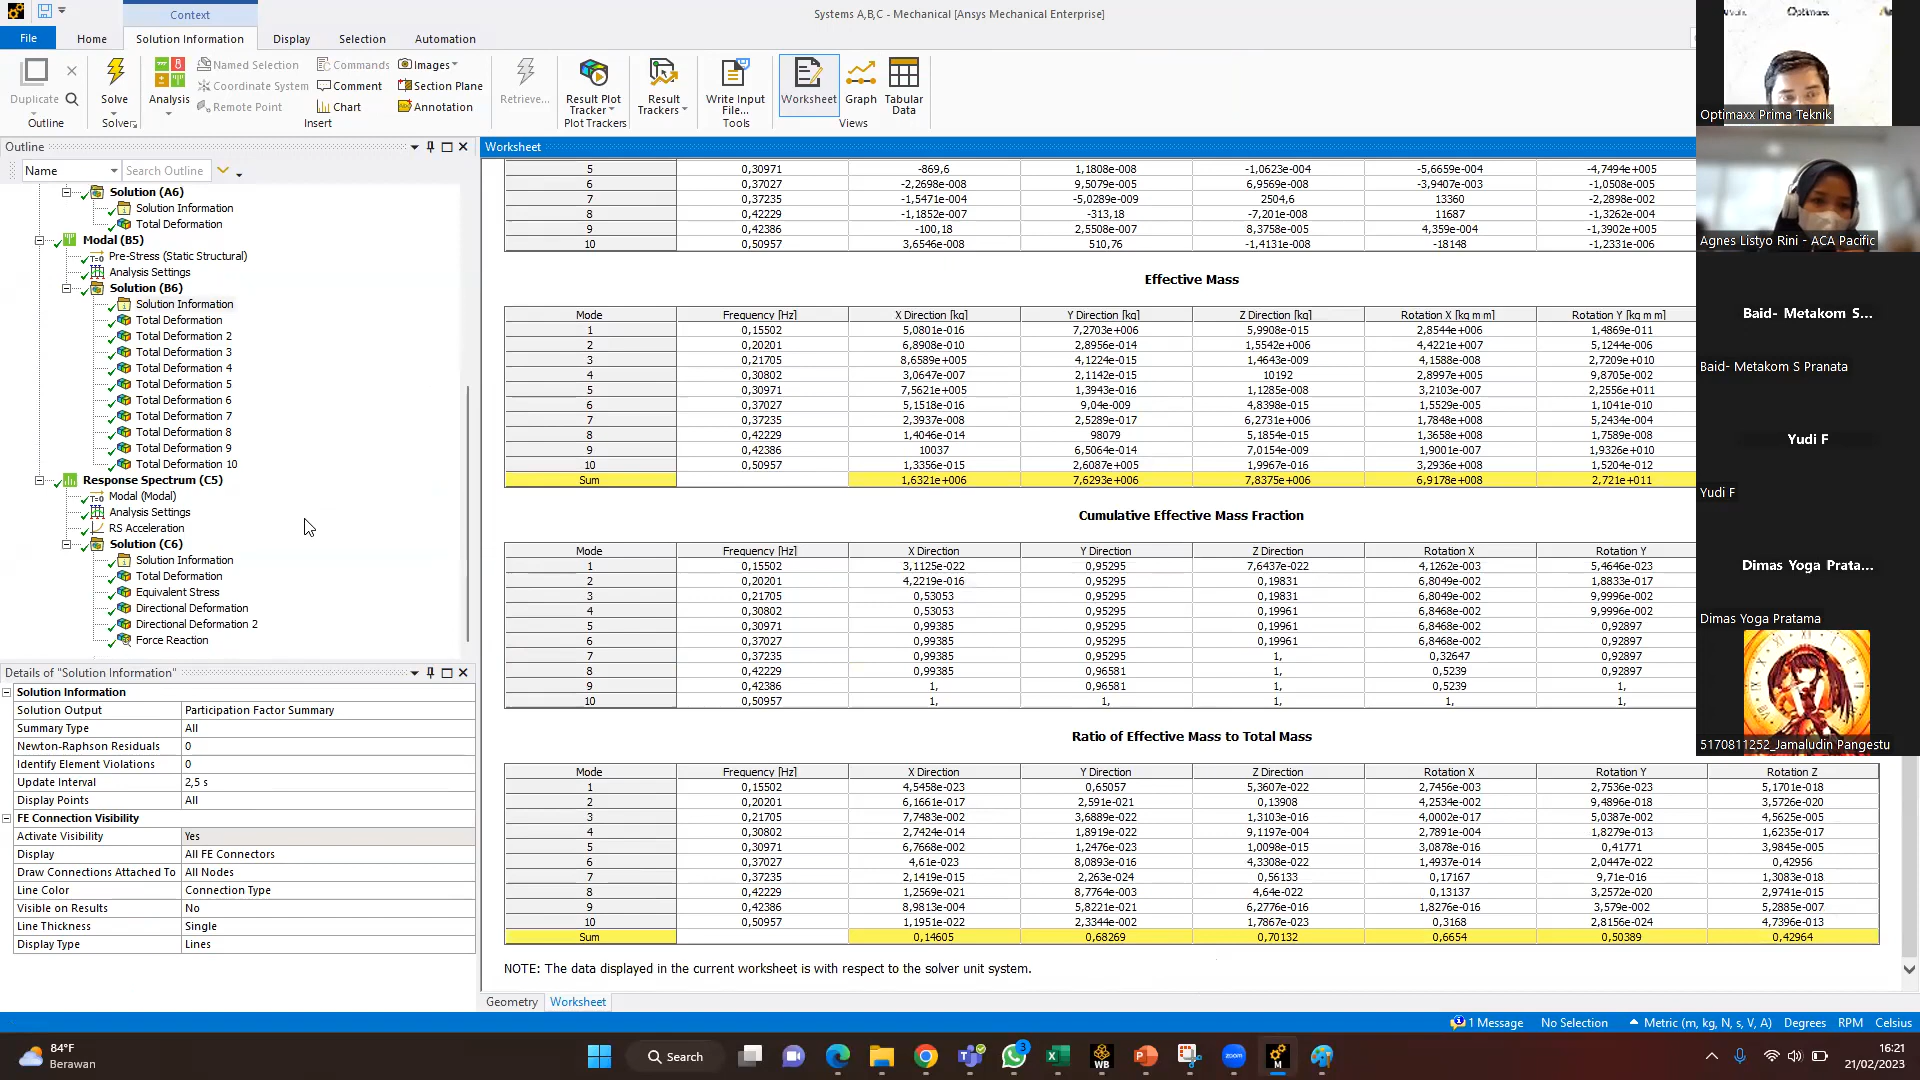 Context
Systems A,B,C - Mechanical [Ansys Mechanical Enterprise]
File Home Solution Information Display Selection Automation
Duplicate
Outline
Solve
Solver
Analysis
Named Selection
Coordinate System
Remote Point
Commands
Comment
Chart
Images
Section Plane
Annotation
Insert
Retrieve...
Result Plot Tracker
Plot Trackers
Result Trackers
Write Input File...
Tools
Worksheet
Graph
Tabular Data
Views
Outline
Name Search Outline
Solution (A6)
Solution Information
Total Deformation
Modal (B5)
Pre-Stress (Static Structural)
Analysis Settings
Solution (B6)
Solution Information
Total Deformation
Total Deformation 2
Total Deformation 3
Total Deformation 4
Total Deformation 5
Total Deformation 6
Total Deformation 7
Total Deformation 8
Total Deformation 9
Total Deformation 10
Response Spectrum (C5)
Modal (Modal)
Analysis Settings
RS Acceleration
Solution (C6)
Solution Information
Total Deformation
Equivalent Stress
Directional Deformation
Directional Deformation 2
Force Reaction
Details of "Solution Information"
Solution Information
Solution Output Participation Factor Summary
Summary Type All
Newton-Raphson Residuals 0
Identify Element Violations 0
Update Interval 2,5 s
Display Points All
FE Connection Visibility
Activate Visibility Yes
Display All FE Connectors
Draw Connections Attached To All Nodes
Line Color Connection Type
Visible on Results No
Line Thickness Single
Display Type Lines
Worksheet
5 0,30971 -869,6 1,1808e-008 -1,0623e-004 -5,6659e-004 -4,7494e+005
6 0,37027 -2,2698e-008 9,5079e-005 6,9569e-008 -3,9407e-003 -1,0508e-005
7 0,37235 -1,5471e-004 -5,0289e-009 2504,6 13360 -2,2898e-002
8 0,42229 -1,1852e-007 -313,18 -7,201e-008 11687 -1,3262e-004
9 0,42386 -100,18 2,5508e-007 8,3758e-005 4,359e-004 -1,3902e+005
10 0,50957 3,6546e-008 510,76 -1,4131e-008 -18148 -1,2331e-006
Effective Mass
Mode Frequency [Hz] X Direction [kg] Y Direction [kg] Z Direction [kg] Rotation X [kg m m] Rotation Y [kg m m]
1 0,15502 5,0801e-016 7,2703e+006 5,9908e-015 2,8544e+006 1,4869e-011
2 0,20201 6,8908e-010 2,8956e-014 1,5542e+006 4,4221e+007 5,1244e-006
3 0,21705 8,6589e+005 4,1224e-015 1,4643e-009 4,1588e-008 2,7209e+010
4 0,30802 3,0647e-007 2,1142e-015 10192 2,8997e+005 9,8705e-002
5 0,30971 7,5621e+005 1,3943e-016 1,1285e-008 3,2103e-007 2,2556e+011
6 0,37027 5,1518e-016 9,04e-009 4,8398e-015 1,5529e-005 1,1041e-010
7 0,37235 2,3937e-008 2,5289e-017 6,2731e+006 1,7848e+008 5,2434e-004
8 0,42229 1,4046e-014 98079 5,1854e-015 1,3658e+008 1,7589e-008
9 0,42386 10037 6,5064e-014 7,0154e-009 1,9001e-007 1,9326e+010
10 0,50957 1,3356e-015 2,6087e+005 1,9967e-016 3,2936e+008 1,5204e-012
Sum 1,6321e+006 7,6293e+006 7,8375e+006 6,9178e+008 2,721e+011
Cumulative Effective Mass Fraction
Mode Frequency [Hz] X Direction Y Direction Z Direction Rotation X Rotation Y
1 0,15502 3,1125e-022 0,95295 7,6437e-022 4,1262e-003 5,4646e-023
2 0,20201 4,2219e-016 0,95295 0,19831 6,8049e-002 1,8833e-017
3 0,21705 0,53053 0,95295 0,19831 6,8049e-002 9,9996e-002
4 0,30802 0,53053 0,95295 0,19961 6,8468e-002 9,9996e-002
5 0,30971 0,99385 0,95295 0,19961 6,8468e-002 0,92897
6 0,37027 0,99385 0,95295 0,19961 6,8468e-002 0,92897
7 0,37235 0,99385 0,95295 1, 0,32647 0,92897
8 0,42229 0,99385 0,96581 1, 0,5239 0,92897
9 0,42386 1, 0,96581 1, 0,5239 1,
10 0,50957 1, 1, 1, 1, 1,
Ratio of Effective Mass to Total Mass
Mode Frequency [Hz] X Direction Y Direction Z Direction Rotation X Rotation Y Rotation Z
1 0,15502 4,5458e-023 0,65057 5,3607e-022 2,7456e-003 2,7536e-023 5,1701e-018
2 0,20201 6,1661e-017 2,591e-021 0,13908 4,2534e-002 9,4896e-018 3,5726e-020
3 0,21705 7,7483e-002 3,6889e-022 1,3103e-016 4,0002e-017 5,0387e-002 4,5625e-005
4 0,30802 2,7424e-014 1,8919e-022 9,1197e-004 2,7891e-004 1,8279e-013 1,6235e-017
5 0,30971 6,7668e-002 1,2476e-023 1,0098e-015 3,0878e-016 0,41771 3,9845e-005
6 0,37027 4,61e-023 8,0893e-016 4,3308e-022 1,4937e-014 2,0447e-022 0,42956
7 0,37235 2,1419e-015 2,263e-024 0,56133 0,17167 9,71e-016 1,3083e-018
8 0,42229 1,2569e-021 8,7764e-003 4,64e-022 0,13137 3,2572e-020 2,9741e-015
9 0,42386 8,9813e-004 5,8221e-021 6,2776e-016 1,8276e-016 3,579e-002 5,2885e-007
10 0,50957 1,1951e-022 2,3344e-002 1,7867e-023 0,3168 2,8156e-024 4,7396e-013
Sum 0,14605 0,68269 0,70132 0,6654 0,50389 0,42964
NOTE: The data displayed in the current worksheet is with respect to the solver unit system.
Geometry Worksheet
Optimaxx
Optimaxx Prima Teknik
Agnes Listyo Rini - ACA Pacific
Baid- Metakom S...
Baid- Metakom S Pranata
Yudi F
Yudi F
Dimas Yoga Prata...
Dimas Yoga Pratama
5170811252_Jamaludin Pangestu
1 Message No Selection Metric (m, kg, N, s, V, A) Degrees RPM Celsius
84°F
Berawan
Search
3
WB
zoom
M
16:21
21/02/2023